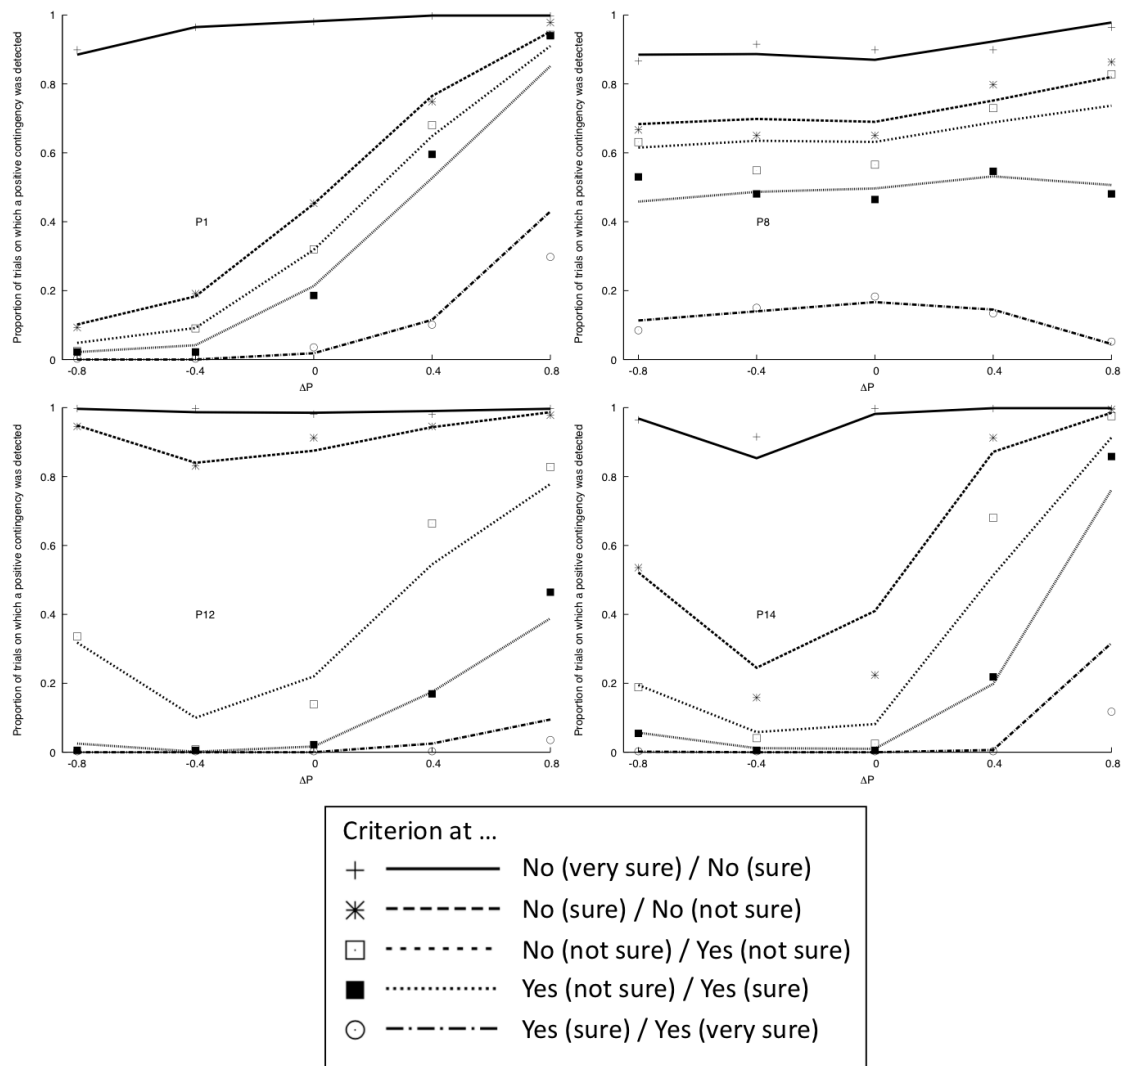 Proportion of trials on which a positive contingency was detected
1
0.8
0.6
0.4
0.2
0
P1
-0.8 -0.4 0 0.4 0.8
ΔP
Proportion of trials on which a positive contingency was detected
1
0.8
0.6
0.4
0.2
0
P8
-0.8 -0.4 0 0.4 0.8
ΔP
Proportion of trials on which a positive contingency was detected
1
0.8
0.6
0.4
0.2
0
P12
-0.8 -0.4 0 0.4 0.8
ΔP
Proportion of trials on which a positive contingency was detected
1
0.8
0.6
0.4
0.2
0
P14
-0.8 -0.4 0 0.4 0.8
ΔP
Criterion at ...
No (very sure) / No (sure)
No (sure) / No (not sure)
No (not sure) / Yes (not sure)
Yes (not sure) / Yes (sure)
Yes (sure) / Yes (very sure)